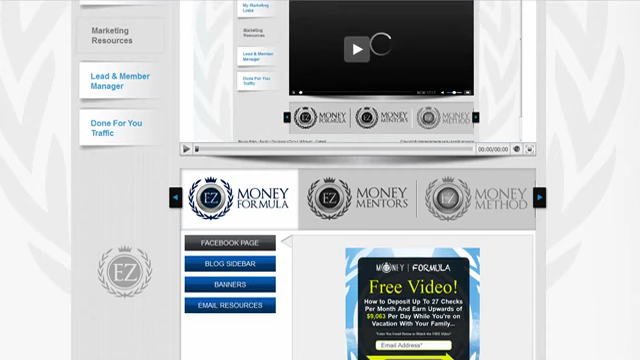 My Marketing
Links
Marketing
Resources
Lead & Member
Manager
Done For You
Traffic
EZ
MONEY
FORMULA
EZ
MONEY
MENTORS
EZ
MONEY
METHOD
Marketing
Resources
Lead & Member
Manager
Done For You
Traffic
00:00/00:00
EZ
MONEY
FORMULA
EZ
MONEY
MENTORS
EZ
MONEY
METHOD
FACEBOOK PAGE
BLOG SIDEBAR
BANNERS
EMAIL RESOURCES
EZ
MONEY | FORMULA
Free Video!
How to Deposit Up To 27 Checks
Per Month And Earn Upwards of
$9,063 Per Day While You're on
Vacation With Your Family...
Email Address*